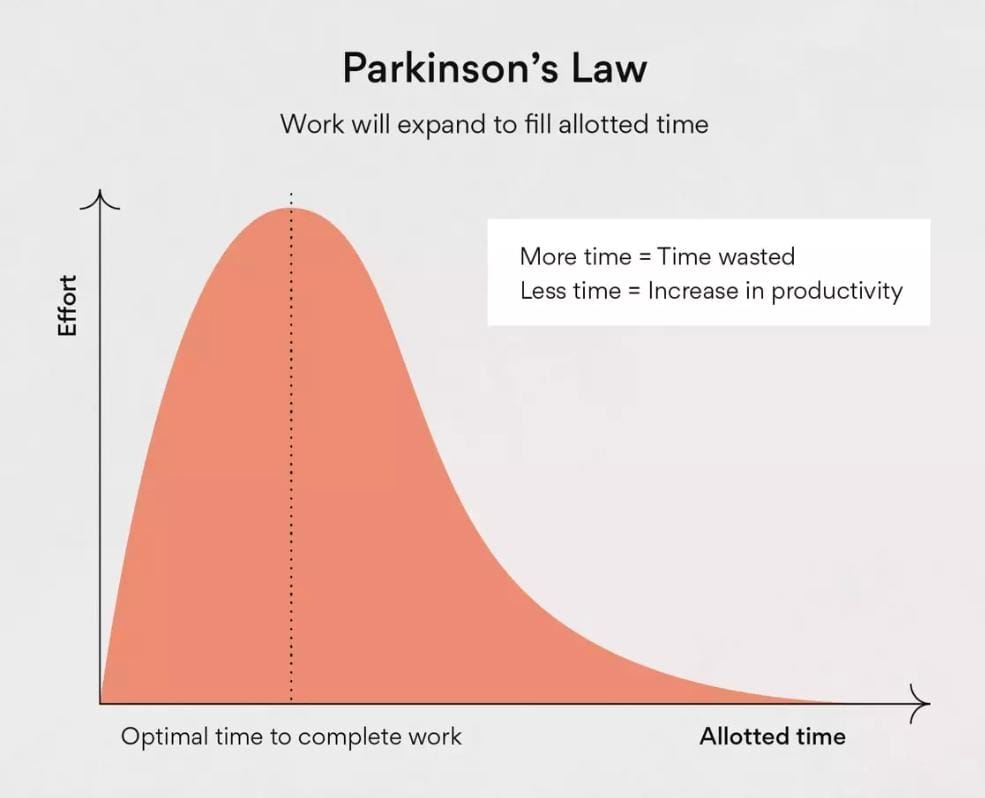 Parkinson’s Law
Work will expand to fill allotted time
Effort
More time = Time wasted
Less time = Increase in productivity
Optimal time to complete work
Allotted time